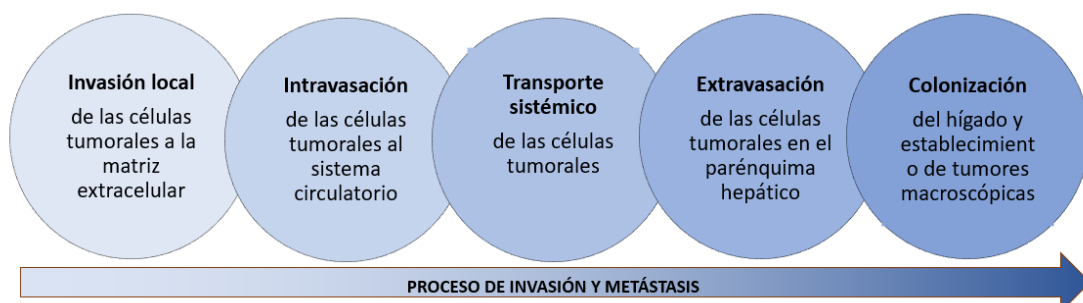 Invasión local
de las células
tumorales a la
matriz
extracelular
Intravasación
de las células
tumorales al
sistema
circulatorio
Transporte
sistémico
de las células
tumorales
Extravasación
de las células
tumorales en el
parénquima
hepático
Colonización
del hígado y
establecimient
o de tumores
macroscópicas
PROCESO DE INVASIÓN Y METÁSTASIS